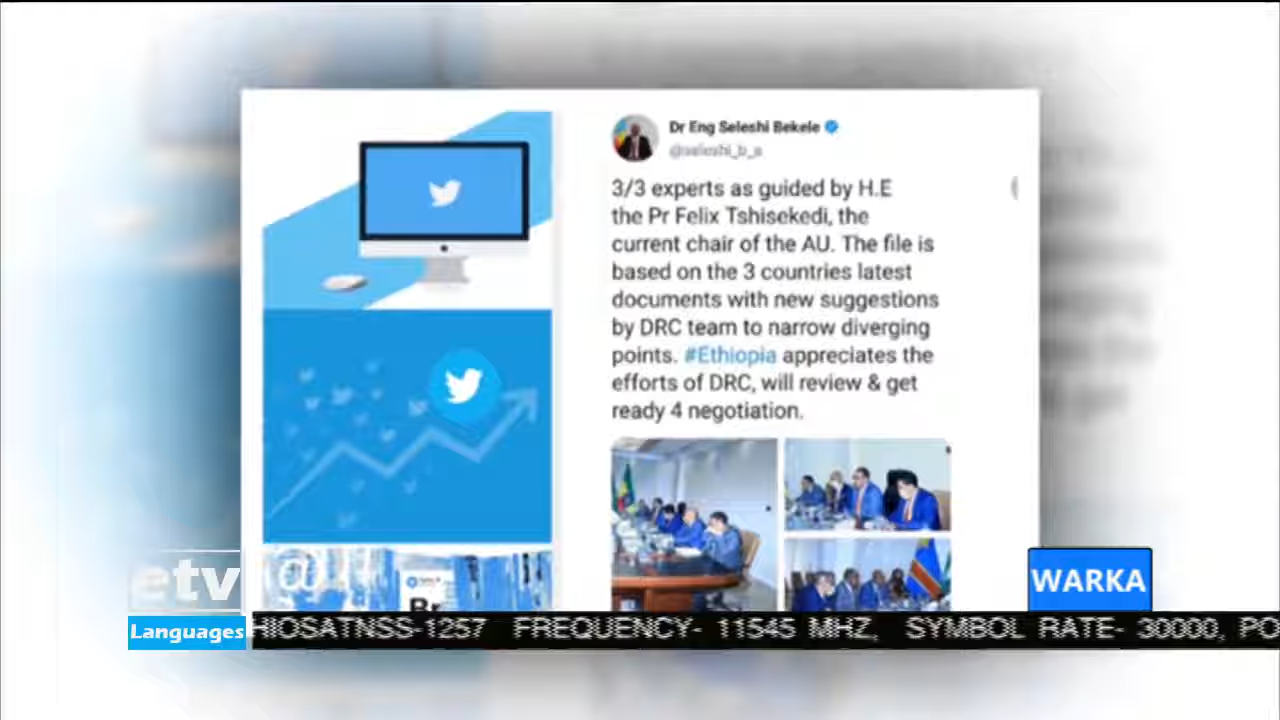 Dr Eng Seleshi Bekele
@seleshi_b_a
3/3 experts as guided by H.E
the Pr Felix Tshisekedi, the
current chair of the AU. The file is
based on the 3 countries latest
documents with new suggestions
by DRC team to narrow diverging
points. #Ethiopia appreciates the
efforts of DRC, will review & get
ready 4 negotiation.
@
Br
etv
Languages
WARKA
HIOSATNSS-1257 FREQUENCY- 11545 MHZ, SYMBOL RATE- 30000, PO